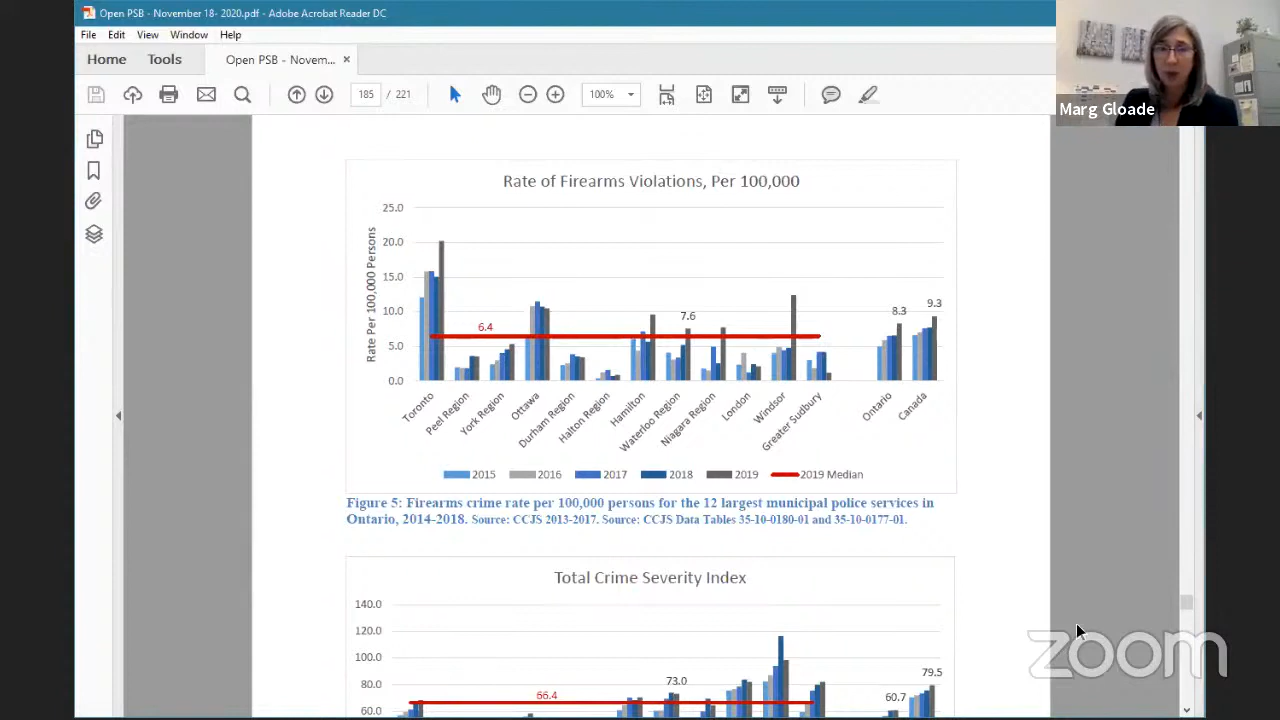 Open PSB - November 18- 2020.pdf - Adobe Acrobat Reader DC
File Edit View Window Help
Home Tools Open PSB - Novem... ×
185 / 221 100%
Marg Gloade
Rate of Firearms Violations, Per 100,000
Rate Per 100,000 Persons
25.0
20.0
15.0
10.0
5.0
0.0
6.4
7.6
8.3
9.3
Toronto
Peel Region
York Region
Ottawa
Durham Region
Halton Region
Hamilton
Waterloo Region
Niagara Region
London
Windsor
Greater Sudbury
Ontario
Canada
2015 2016 2017 2018 2019 2019 Median
Figure 5: Firearms crime rate per 100,000 persons for the 12 largest municipal police services in
Ontario, 2014-2018. Source: CCJS 2013-2017. Source: CCJS Data Tables 35-10-0180-01 and 35-10-0177-01.
Total Crime Severity Index
140.0
120.0
100.0
80.0
60.0
66.4
73.0
60.7
79.5
zoom